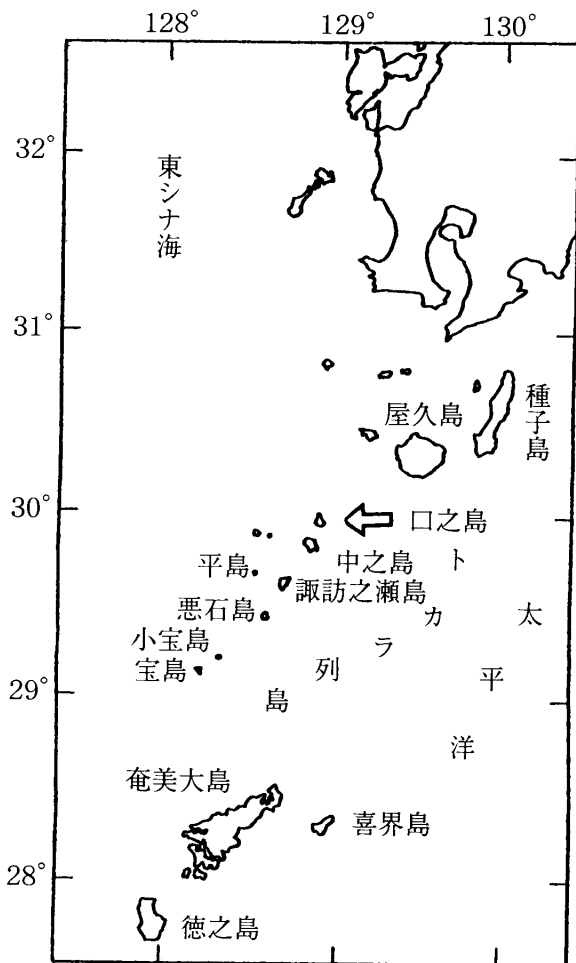 128°
129°
130°
32°
31°
30°
29°
28°
東シナ海
種子島
屋久島
口之島
中之島
平島
諏訪之瀬島
悪石島
小宝島
宝島
トカラ列島
太平洋
奄美大島
喜界島
徳之島